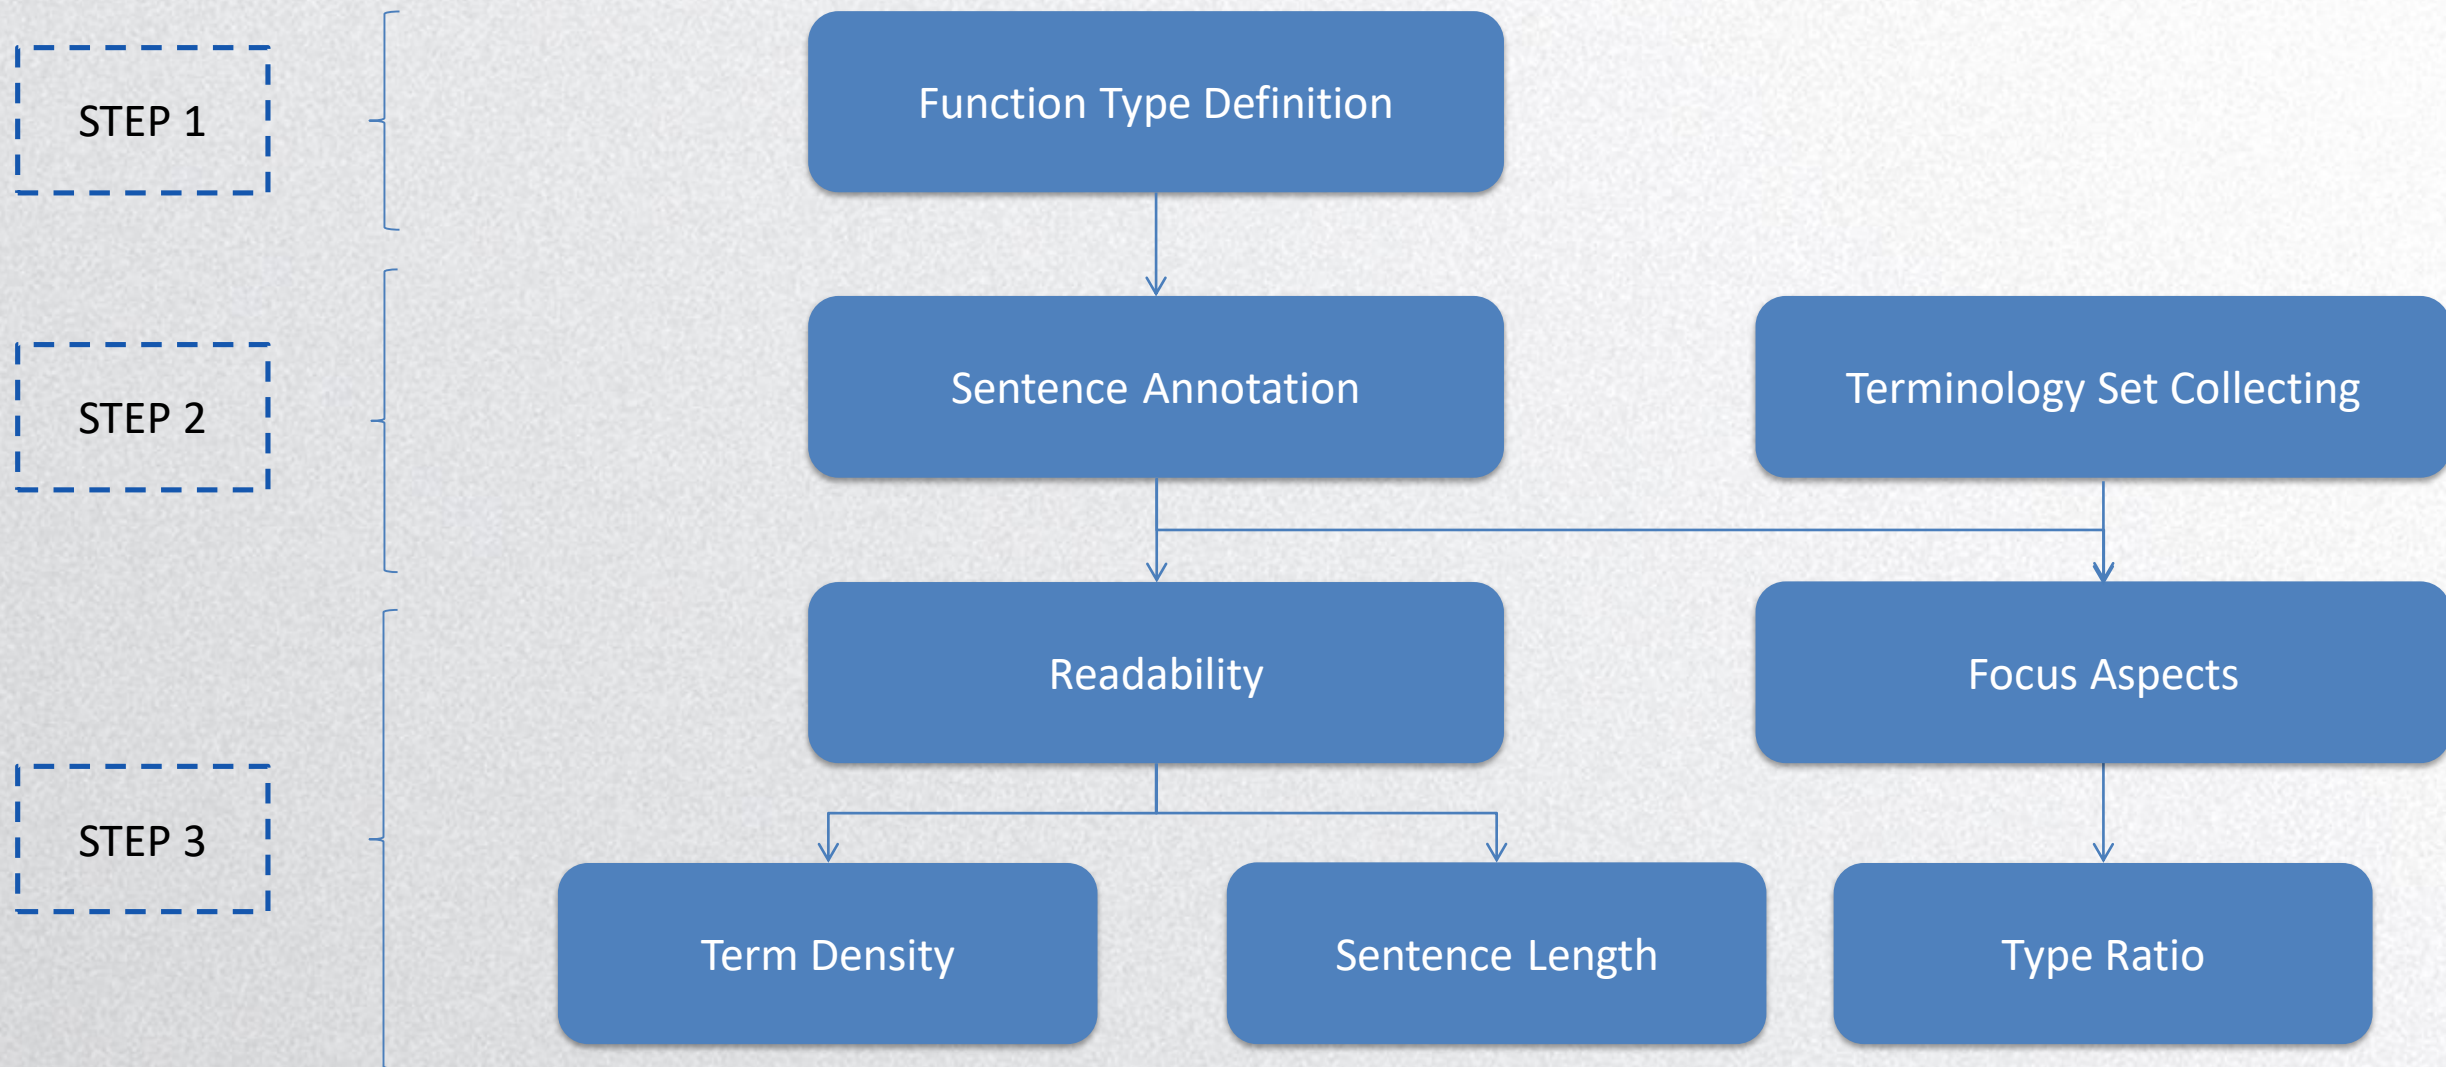 STEP 1
Function Type Definition
STEP 2
Sentence Annotation
Terminology Set Collecting
Readability
Focus Aspects
STEP 3
Term Density
Sentence Length
Type Ratio